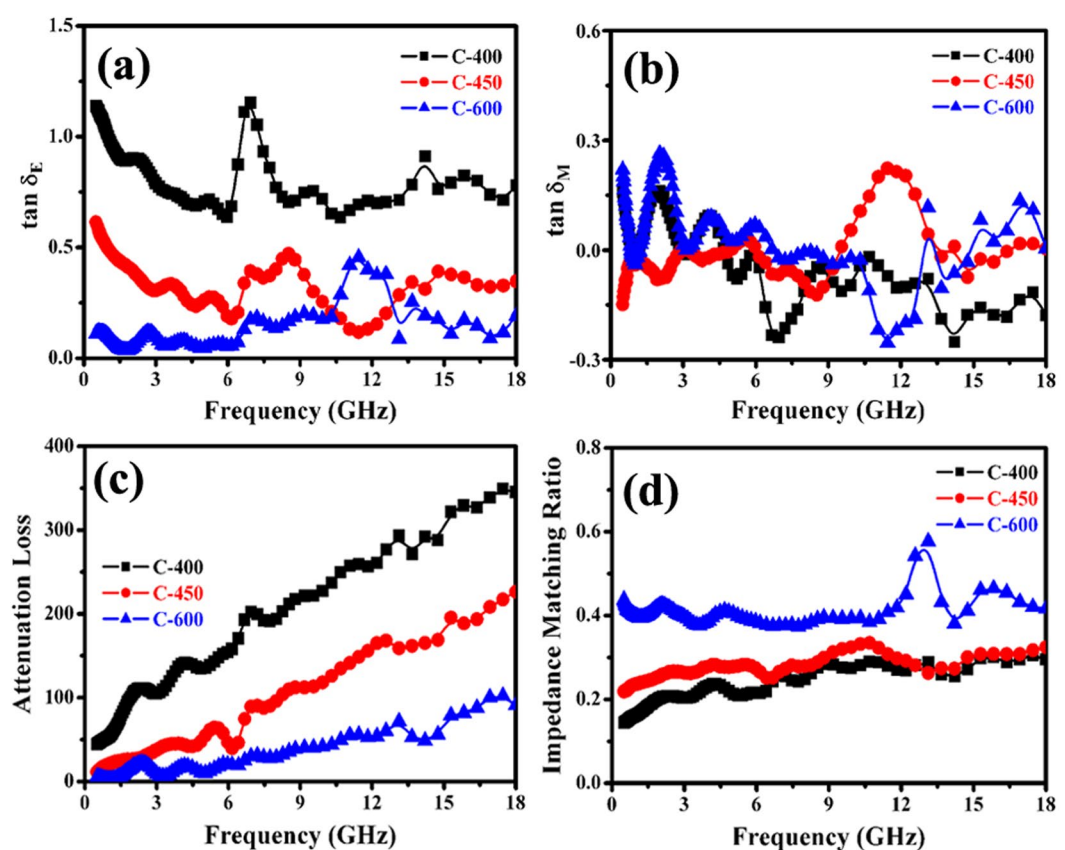 (a)
C-400
C-450
C-600
tan δE
1.5
1.0
0.5
0.0
0 3 6 9 12 15 18
Frequency (GHz)
(b)
C-400
C-450
C-600
tan δM
0.6
0.3
0.0
-0.3
0 3 6 9 12 15 18
Frequency (GHz)
(c)
C-400
C-450
C-600
Attenuation Loss
400
300
200
100
0
0 3 6 9 12 15 18
Frequency (GHz)
(d)
C-400
C-450
C-600
Impedance Matching Ratio
0.8
0.6
0.4
0.2
0.0
0 3 6 9 12 15 18
Frequency (GHz)